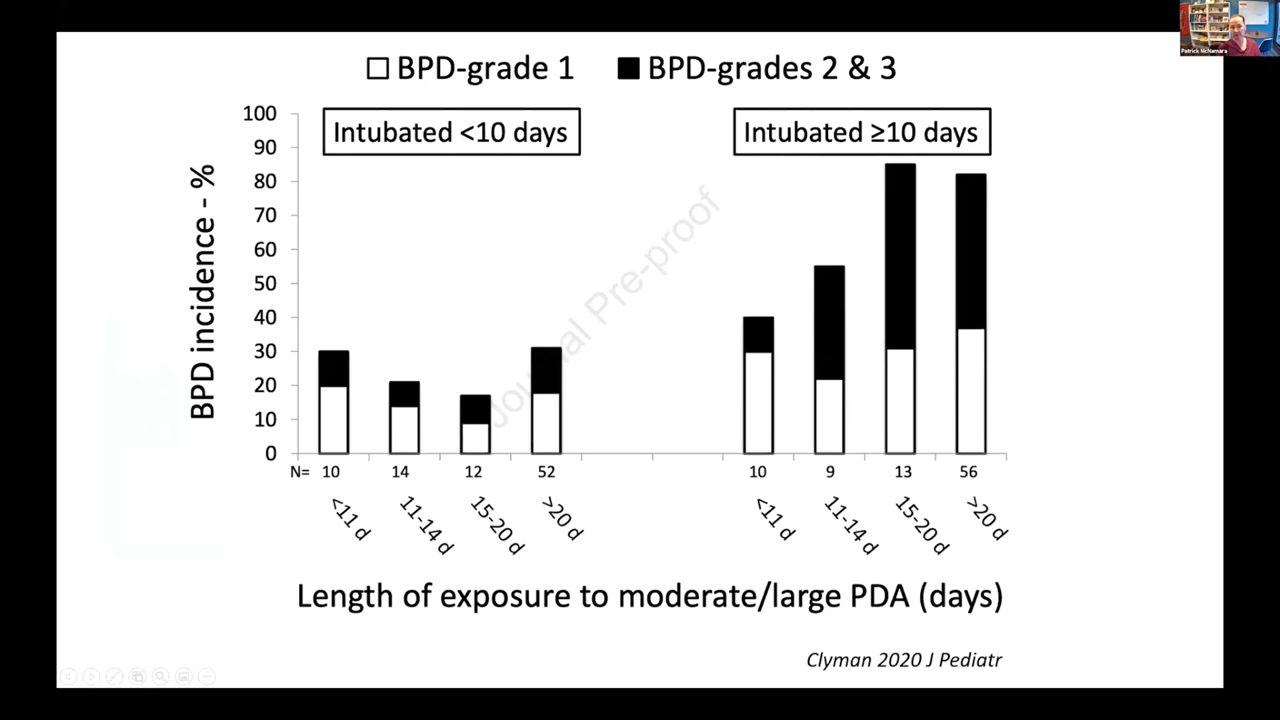 Patrick McNamara
BPD-grade 1
BPD-grades 2 & 3
Intubated <10 days
Intubated ≥10 days
BPD incidence - %
100
90
80
70
60
50
40
30
20
10
0
Journal Pre-proof
N= 10 14 12 52 10 9 13 56
<11 d 11-14 d 15-20 d >20 d <11 d 11-14 d 15-20 d >20 d
Length of exposure to moderate/large PDA (days)
Clyman 2020 J Pediatr